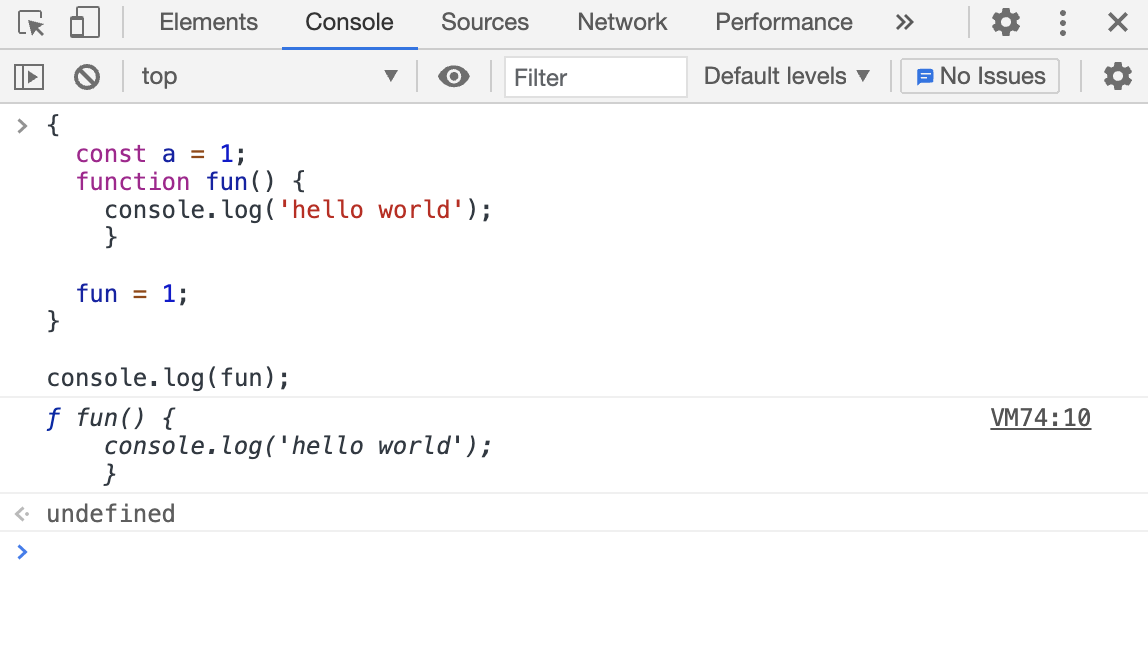 Elements Console Sources Network Performance »
top ▼ Filter Default levels ▼ No Issues
> {
  const a = 1;
  function fun() {
    console.log('hello world');
    }

  fun = 1;
}

console.log(fun);
ƒ fun() { VM74:10
    console.log('hello world');
    }
undefined
>